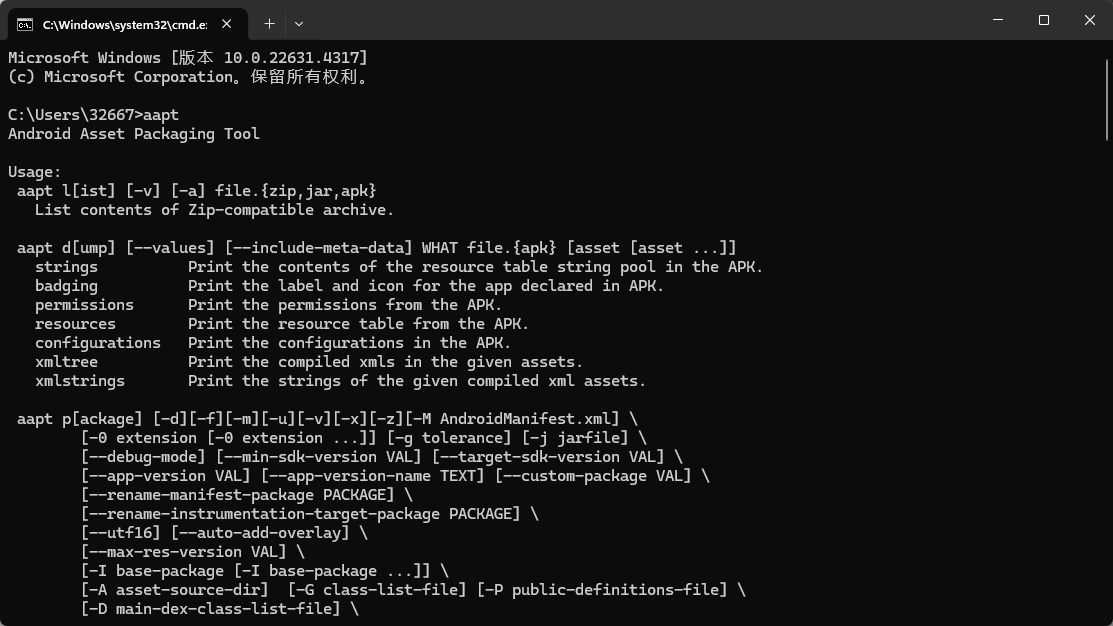 C:\Windows\system32\cmd.e
Microsoft Windows [版本 10.0.22631.4317]
(c) Microsoft Corporation。保留所有权利。
C:\Users\32667>aapt
Android Asset Packaging Tool
Usage:
 aapt l[ist] [-v] [-a] file.{zip,jar,apk}
   List contents of Zip-compatible archive.
 aapt d[ump] [--values] [--include-meta-data] WHAT file.{apk} [asset [asset ...]]
   strings          Print the contents of the resource table string pool in the APK.
   badging          Print the label and icon for the app declared in APK.
   permissions      Print the permissions from the APK.
   resources        Print the resource table from the APK.
   configurations   Print the configurations in the APK.
   xmltree          Print the compiled xmls in the given assets.
   xmlstrings       Print the strings of the given compiled xml assets.
 aapt p[ackage] [-d][-f][-m][-u][-v][-x][-z][-M AndroidManifest.xml] \
        [-0 extension [-0 extension ...]] [-g tolerance] [-j jarfile] \
        [--debug-mode] [--min-sdk-version VAL] [--target-sdk-version VAL] \
        [--app-version VAL] [--app-version-name TEXT] [--custom-package VAL] \
        [--rename-manifest-package PACKAGE] \
        [--rename-instrumentation-target-package PACKAGE] \
        [--utf16] [--auto-add-overlay] \
        [--max-res-version VAL] \
        [-I base-package [-I base-package ...]] \
        [-A asset-source-dir]  [-G class-list-file] [-P public-definitions-file] \
        [-D main-dex-class-list-file] \